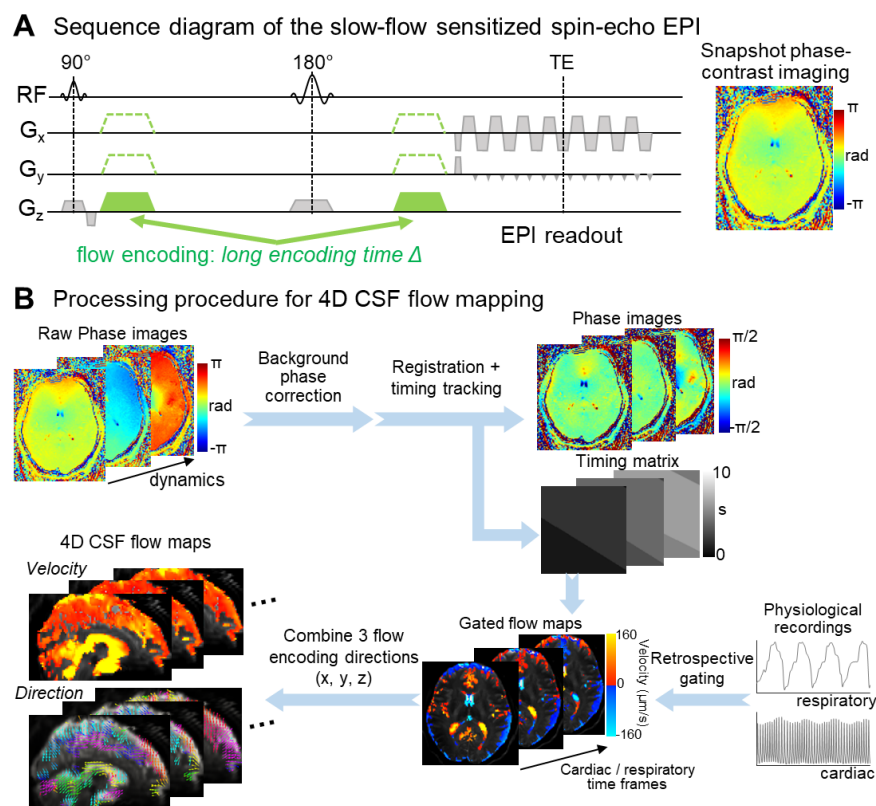 A Sequence diagram of the slow-flow sensitized spin-echo EPI
90°
180°
TE
RF
Gx
Gy
Gz
flow encoding: long encoding time Δ
EPI readout
Snapshot phase-
contrast imaging
π
rad
-π
B Processing procedure for 4D CSF flow mapping
Raw Phase images
π
rad
-π
dynamics
Background
phase
correction
Registration +
timing tracking
Phase images
π/2
rad
-π/2
Timing matrix
10
s
0
4D CSF flow maps
Velocity
Direction
Combine 3 flow
encoding directions
(x, y, z)
Gated flow maps
160
0
-160
Velocity (µm/s)
Cardiac / respiratory
time frames
Retrospective
gating
Physiological
recordings
respiratory
cardiac